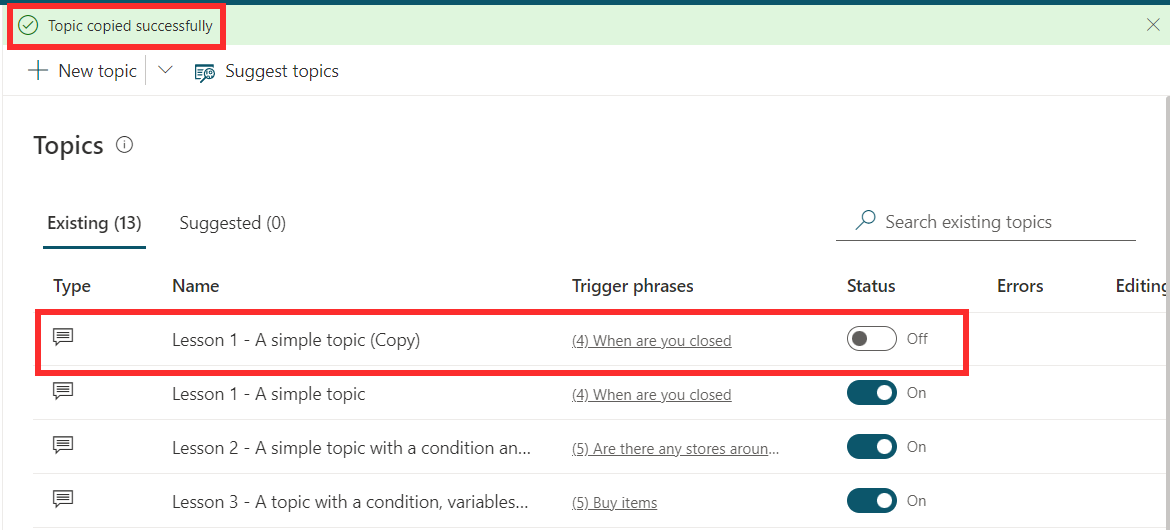 Topic copied successfully
New topic Suggest topics
Topics
Existing (13) Suggested (0) Search existing topics
Type Name Trigger phrases Status Errors Editing
Lesson 1 - A simple topic (Copy) (4) When are you closed Off
Lesson 1 - A simple topic (4) When are you closed On
Lesson 2 - A simple topic with a condition an... (5) Are there any stores aroun... On
Lesson 3 - A topic with a condition, variables... (5) Buy items On